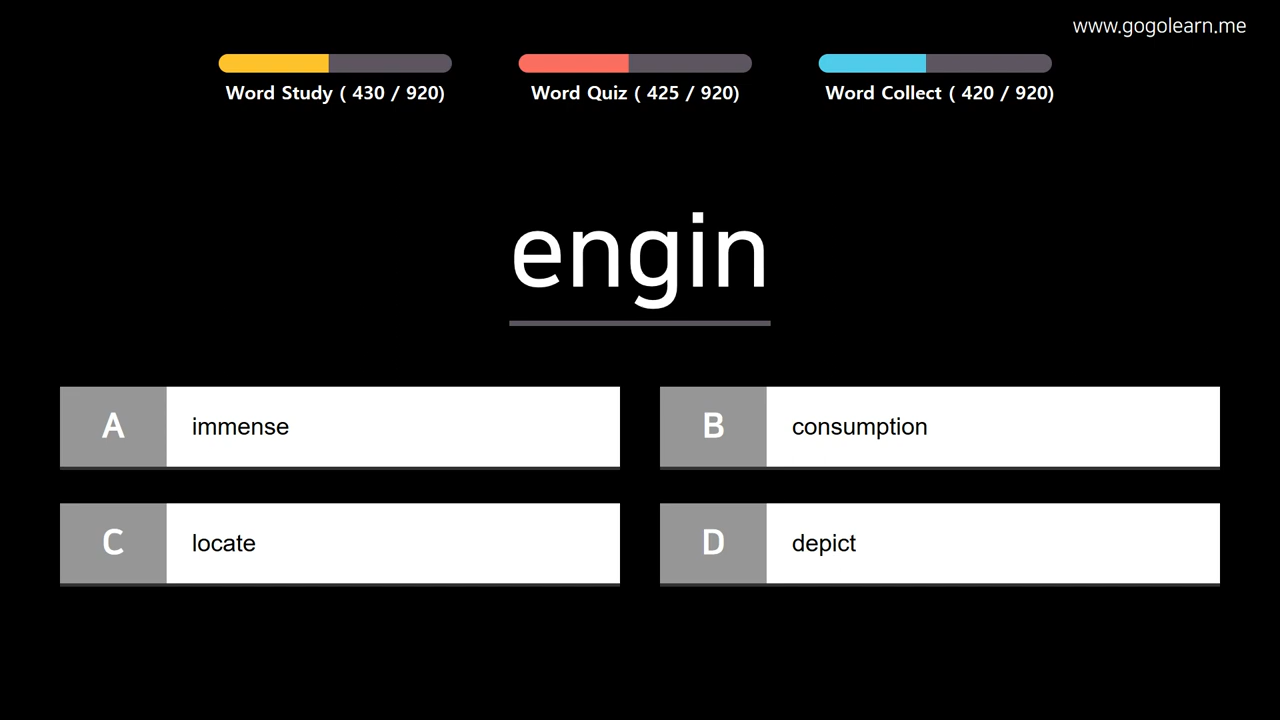 www.gogolearn.me
Word Study ( 430 / 920)
Word Quiz ( 425 / 920)
Word Collect ( 420 / 920)
engin
A immense
B consumption
C locate
D depict